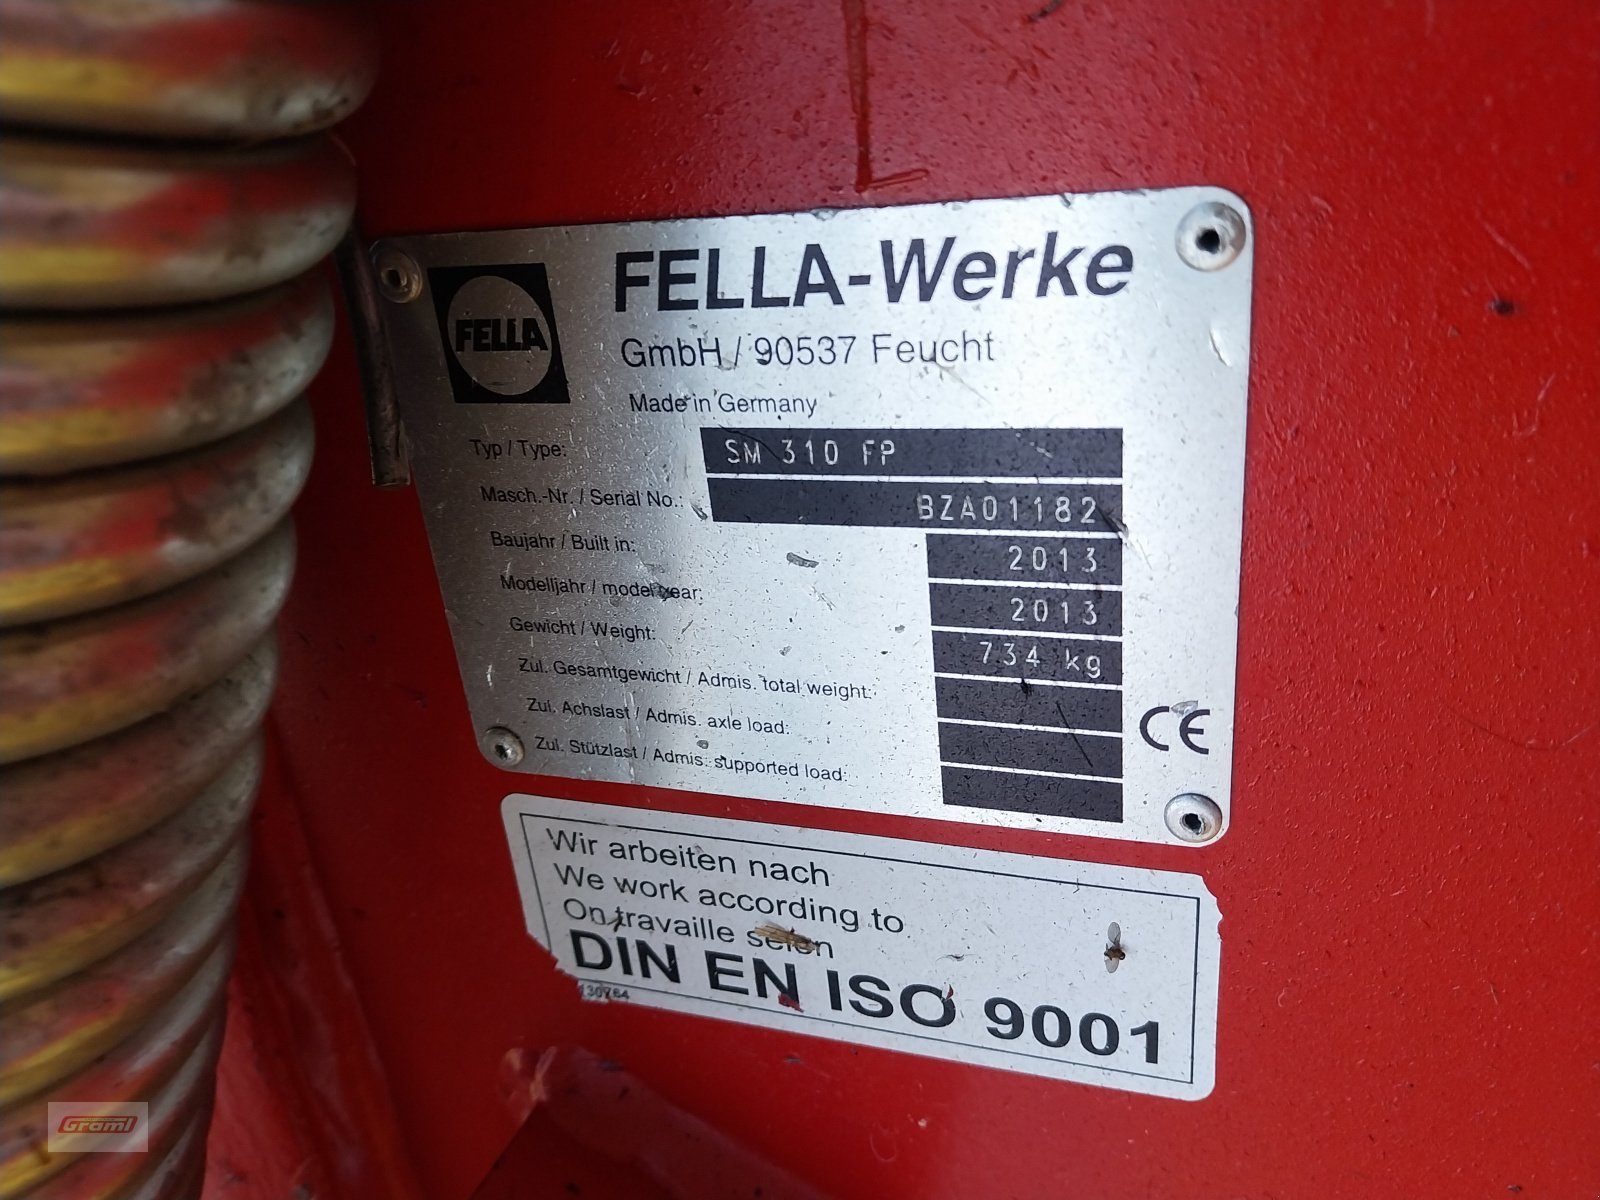 FELLA
FELLA-Werke
GmbH / 90537 Feucht
Made in Germany
Typ / Type: SM 310 FP
Masch.-Nr. / Serial No.: BZA01182
Baujahr / Built in: 2013
Modelljahr / model year: 2013
Gewicht / Weight: 734 kg
Zul. Gesamtgewicht / Admis. total weight:
Zul. Achslast / Admis. axle load:
Zul. Stützlast / Admis. supported load:
CE
Wir arbeiten nach
We work according to
On travaille selen
DIN EN ISO 9001
130764
Graml